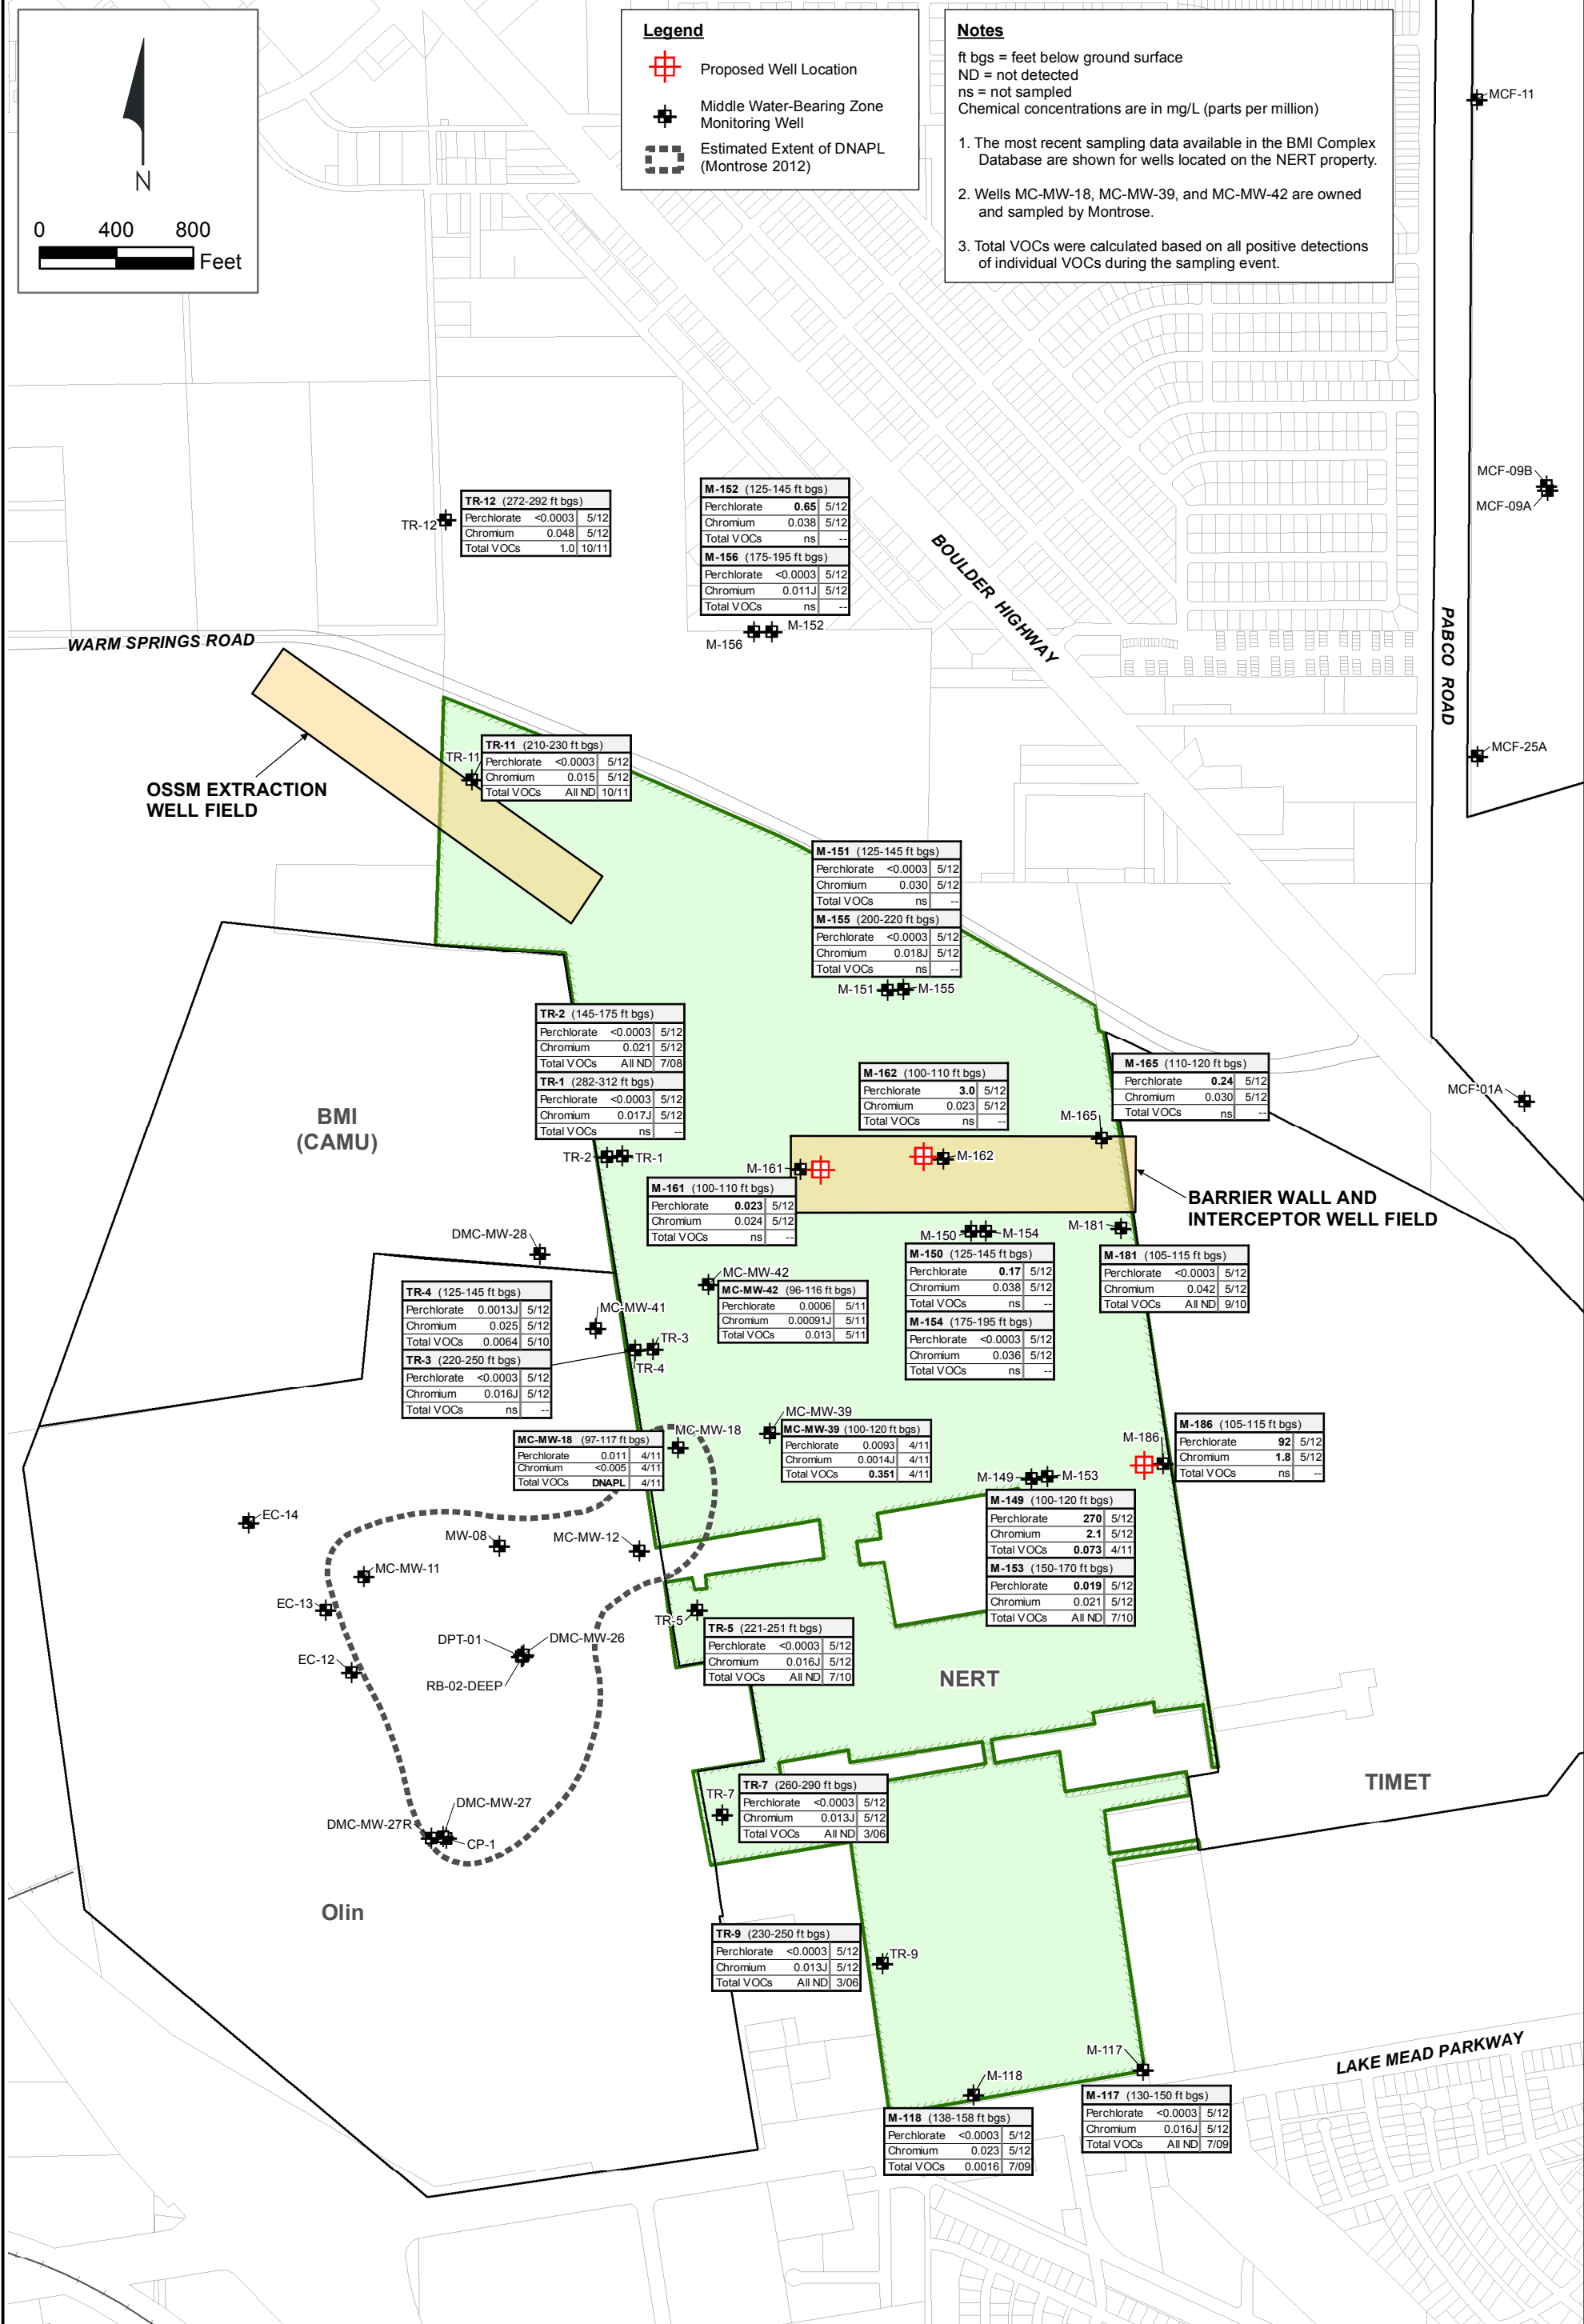 N
0 400 800
Feet
Legend
Proposed Well Location
Middle Water-Bearing Zone
Monitoring Well
Estimated Extent of DNAPL
(Montrose 2012)
Notes
ft bgs = feet below ground surface
ND = not detected
ns = not sampled
Chemical concentrations are in mg/L (parts per million)
1. The most recent sampling data available in the BMI Complex
Database are shown for wells located on the NERT property.
2. Wells MC-MW-18, MC-MW-39, and MC-MW-42 are owned
and sampled by Montrose.
3. Total VOCs were calculated based on all positive detections
of individual VOCs during the sampling event.
MCF-11
MCF-09B
MCF-09A
TR-12
TR-12 (272-292 ft bgs)
Perchlorate <0.0003 5/12
Chromium 0.048 5/12
Total VOCs 1.0 10/11
M-152 (125-145 ft bgs)
Perchlorate 0.65 5/12
Chromium 0.038 5/12
Total VOCs ns --
M-156 (175-195 ft bgs)
Perchlorate <0.0003 5/12
Chromium 0.011J 5/12
Total VOCs ns --
M-156
M-152
BOULDER HIGHWAY
PABCO ROAD
WARM SPRINGS ROAD
MCF-25A
OSSM EXTRACTION
WELL FIELD
TR-11
TR-11 (210-230 ft bgs)
Perchlorate <0.0003 5/12
Chromium 0.015 5/12
Total VOCs All ND 10/11
M-151 (125-145 ft bgs)
Perchlorate <0.0003 5/12
Chromium 0.030 5/12
Total VOCs ns --
M-155 (200-220 ft bgs)
Perchlorate <0.0003 5/12
Chromium 0.018J 5/12
Total VOCs ns --
M-151
M-155
TR-2 (145-175 ft bgs)
Perchlorate <0.0003 5/12
Chromium 0.021 5/12
Total VOCs All ND 7/08
TR-1 (282-312 ft bgs)
Perchlorate <0.0003 5/12
Chromium 0.017J 5/12
Total VOCs ns --
TR-2
TR-1
M-162 (100-110 ft bgs)
Perchlorate 3.0 5/12
Chromium 0.023 5/12
Total VOCs ns --
M-165 (110-120 ft bgs)
Perchlorate 0.24 5/12
Chromium 0.030 5/12
Total VOCs ns --
MCF-01A
M-165
BMI
(CAMU)
M-161
M-162
M-161 (100-110 ft bgs)
Perchlorate 0.023 5/12
Chromium 0.024 5/12
Total VOCs ns --
BARRIER WALL AND
INTERCEPTOR WELL FIELD
DMC-MW-28
M-150
M-154
M-181
M-150 (125-145 ft bgs)
Perchlorate 0.17 5/12
Chromium 0.038 5/12
Total VOCs ns --
M-154 (175-195 ft bgs)
Perchlorate <0.0003 5/12
Chromium 0.036 5/12
Total VOCs ns --
M-181 (105-115 ft bgs)
Perchlorate <0.0003 5/12
Chromium 0.042 5/12
Total VOCs All ND 9/10
MC-MW-42
MC-MW-42 (96-116 ft bgs)
Perchlorate 0.0006 5/11
Chromium 0.00091J 5/11
Total VOCs 0.013 5/11
TR-4 (125-145 ft bgs)
Perchlorate 0.0013J 5/12
Chromium 0.025 5/12
Total VOCs 0.0064 5/10
TR-3 (220-250 ft bgs)
Perchlorate <0.0003 5/12
Chromium 0.016J 5/12
Total VOCs ns --
MC-MW-41
TR-3
TR-4
MC-MW-39
MC-MW-39 (100-120 ft bgs)
Perchlorate 0.0093 4/11
Chromium 0.0014J 4/11
Total VOCs 0.351 4/11
MC-MW-18
MC-MW-18 (97-117 ft bgs)
Perchlorate 0.011 4/11
Chromium <0.005 4/11
Total VOCs DNAPL 4/11
M-186
M-186 (105-115 ft bgs)
Perchlorate 92 5/12
Chromium 1.8 5/12
Total VOCs ns --
M-149
M-153
M-149 (100-120 ft bgs)
Perchlorate 270 5/12
Chromium 2.1 5/12
Total VOCs 0.073 4/11
M-153 (150-170 ft bgs)
Perchlorate 0.019 5/12
Chromium 0.021 5/12
Total VOCs All ND 7/10
EC-14
MW-08
MC-MW-12
MC-MW-11
EC-13
TR-5
TR-5 (221-251 ft bgs)
Perchlorate <0.0003 5/12
Chromium 0.016J 5/12
Total VOCs All ND 7/10
DPT-01
DMC-MW-26
EC-12
RB-02-DEEP
NERT
TIMET
TR-7
TR-7 (260-290 ft bgs)
Perchlorate <0.0003 5/12
Chromium 0.013J 5/12
Total VOCs All ND 3/06
DMC-MW-27
DMC-MW-27R
CP-1
Olin
TR-9 (230-250 ft bgs)
Perchlorate <0.0003 5/12
Chromium 0.013J 5/12
Total VOCs All ND 3/06
TR-9
LAKE MEAD PARKWAY
M-117
M-118
M-117 (130-150 ft bgs)
Perchlorate <0.0003 5/12
Chromium 0.016J 5/12
Total VOCs All ND 7/09
M-118 (138-158 ft bgs)
Perchlorate <0.0003 5/12
Chromium 0.023 5/12
Total VOCs 0.0016 7/09